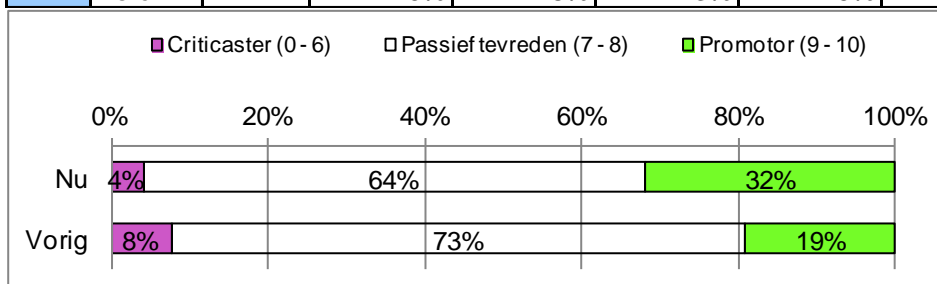 Criticaster (0 - 6) Passief tevreden (7 - 8) Promotor (9 - 10)
0% 20% 40% 60% 80% 100%
Nu 4% 64% 32%
Vorig 8% 73% 19%